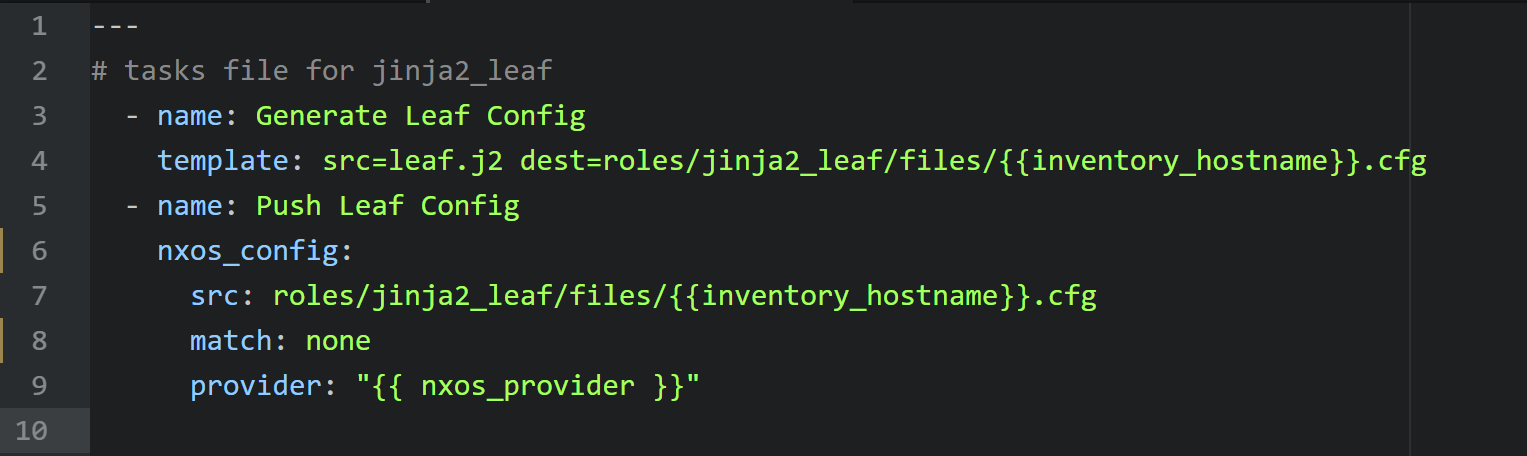 1 ---
2 # tasks file for jinja2_leaf
3   - name: Generate Leaf Config
4     template: src=leaf.j2 dest=roles/jinja2_leaf/files/{{inventory_hostname}}.cfg
5   - name: Push Leaf Config
6     nxos_config:
7       src: roles/jinja2_leaf/files/{{inventory_hostname}}.cfg
8       match: none
9       provider: "{{ nxos_provider }}"
10